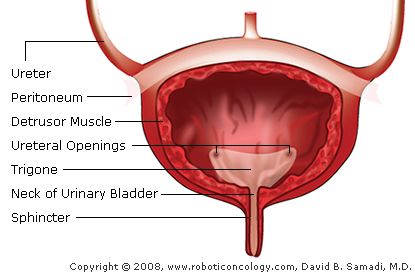 Ureter
Peritoneum
Detrusor Muscle
Ureteral Openings
Trigone
Neck of Urinary Bladder
Sphincter
Copyright © 2008, www.roboticoncology.com, David B. Samadi, M.D.